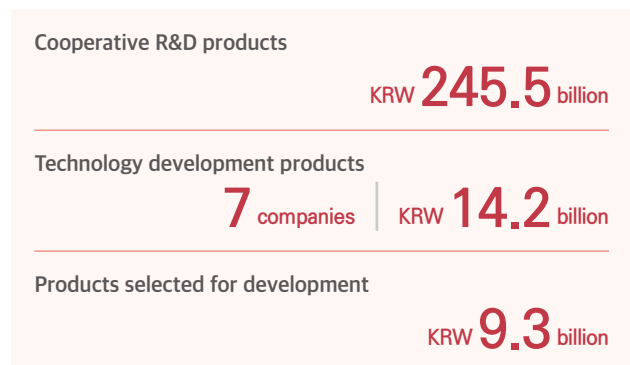 Cooperative R&D products
KRW 245.5 billion
Technology development products
7 companies KRW 14.2 billion
Products selected for development
KRW 9.3 billion